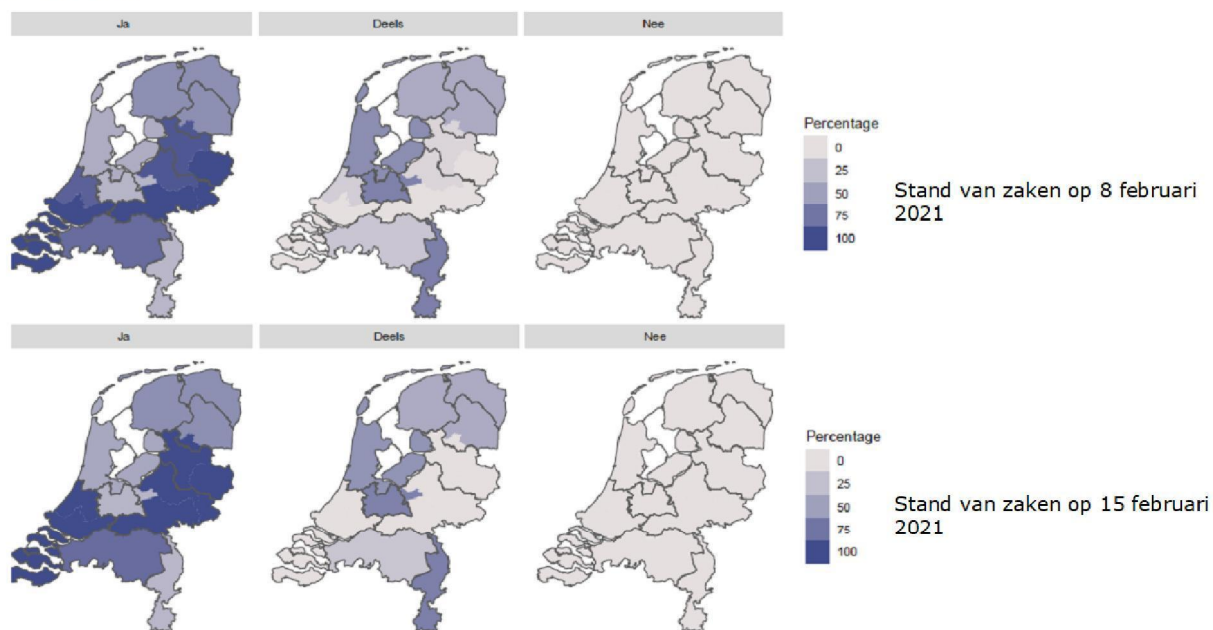 Ja
Deels
Nee
Percentage
0
25
50
75
100
Stand van zaken op 8 februari
2021
Ja
Deels
Nee
Percentage
0
25
50
75
100
Stand van zaken op 15 februari
2021